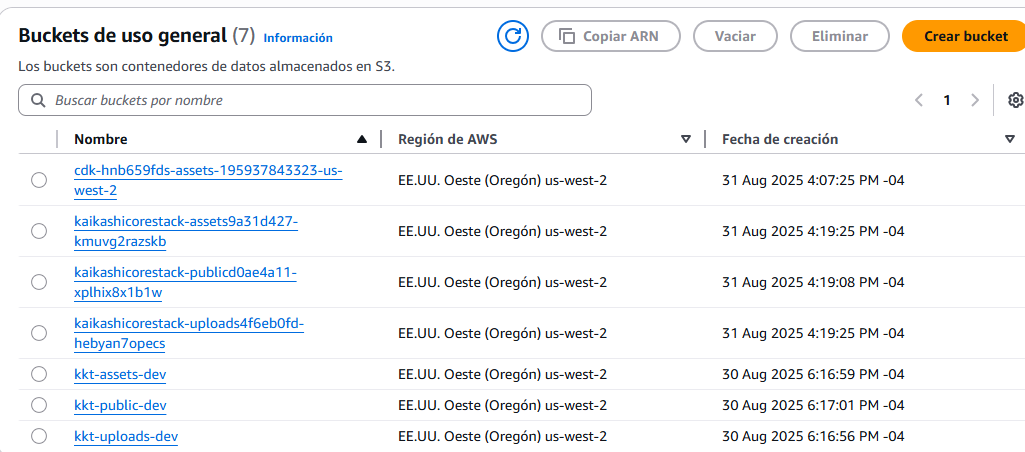 Buckets de uso general (7) Información Copiar ARN Vaciar Eliminar Crear bucket
Los buckets son contenedores de datos almacenados en S3.
Buscar buckets por nombre 1
Nombre Región de AWS Fecha de creación
cdk-hnb659fds-assets-195937843323-us-
west-2 EE.UU. Oeste (Oregón) us-west-2 31 Aug 2025 4:07:25 PM -04
kaikashicorestack-assets9a31d427-
kmuvg2razskb EE.UU. Oeste (Oregón) us-west-2 31 Aug 2025 4:19:25 PM -04
kaikashicorestack-publicd0ae4a11-
xplhix8x1b1w EE.UU. Oeste (Oregón) us-west-2 31 Aug 2025 4:19:08 PM -04
kaikashicorestack-uploads4f6eb0fd-
hebyan7opecs EE.UU. Oeste (Oregón) us-west-2 31 Aug 2025 4:19:25 PM -04
kkt-assets-dev EE.UU. Oeste (Oregón) us-west-2 30 Aug 2025 6:16:59 PM -04
kkt-public-dev EE.UU. Oeste (Oregón) us-west-2 30 Aug 2025 6:17:01 PM -04
kkt-uploads-dev EE.UU. Oeste (Oregón) us-west-2 30 Aug 2025 6:16:56 PM -04